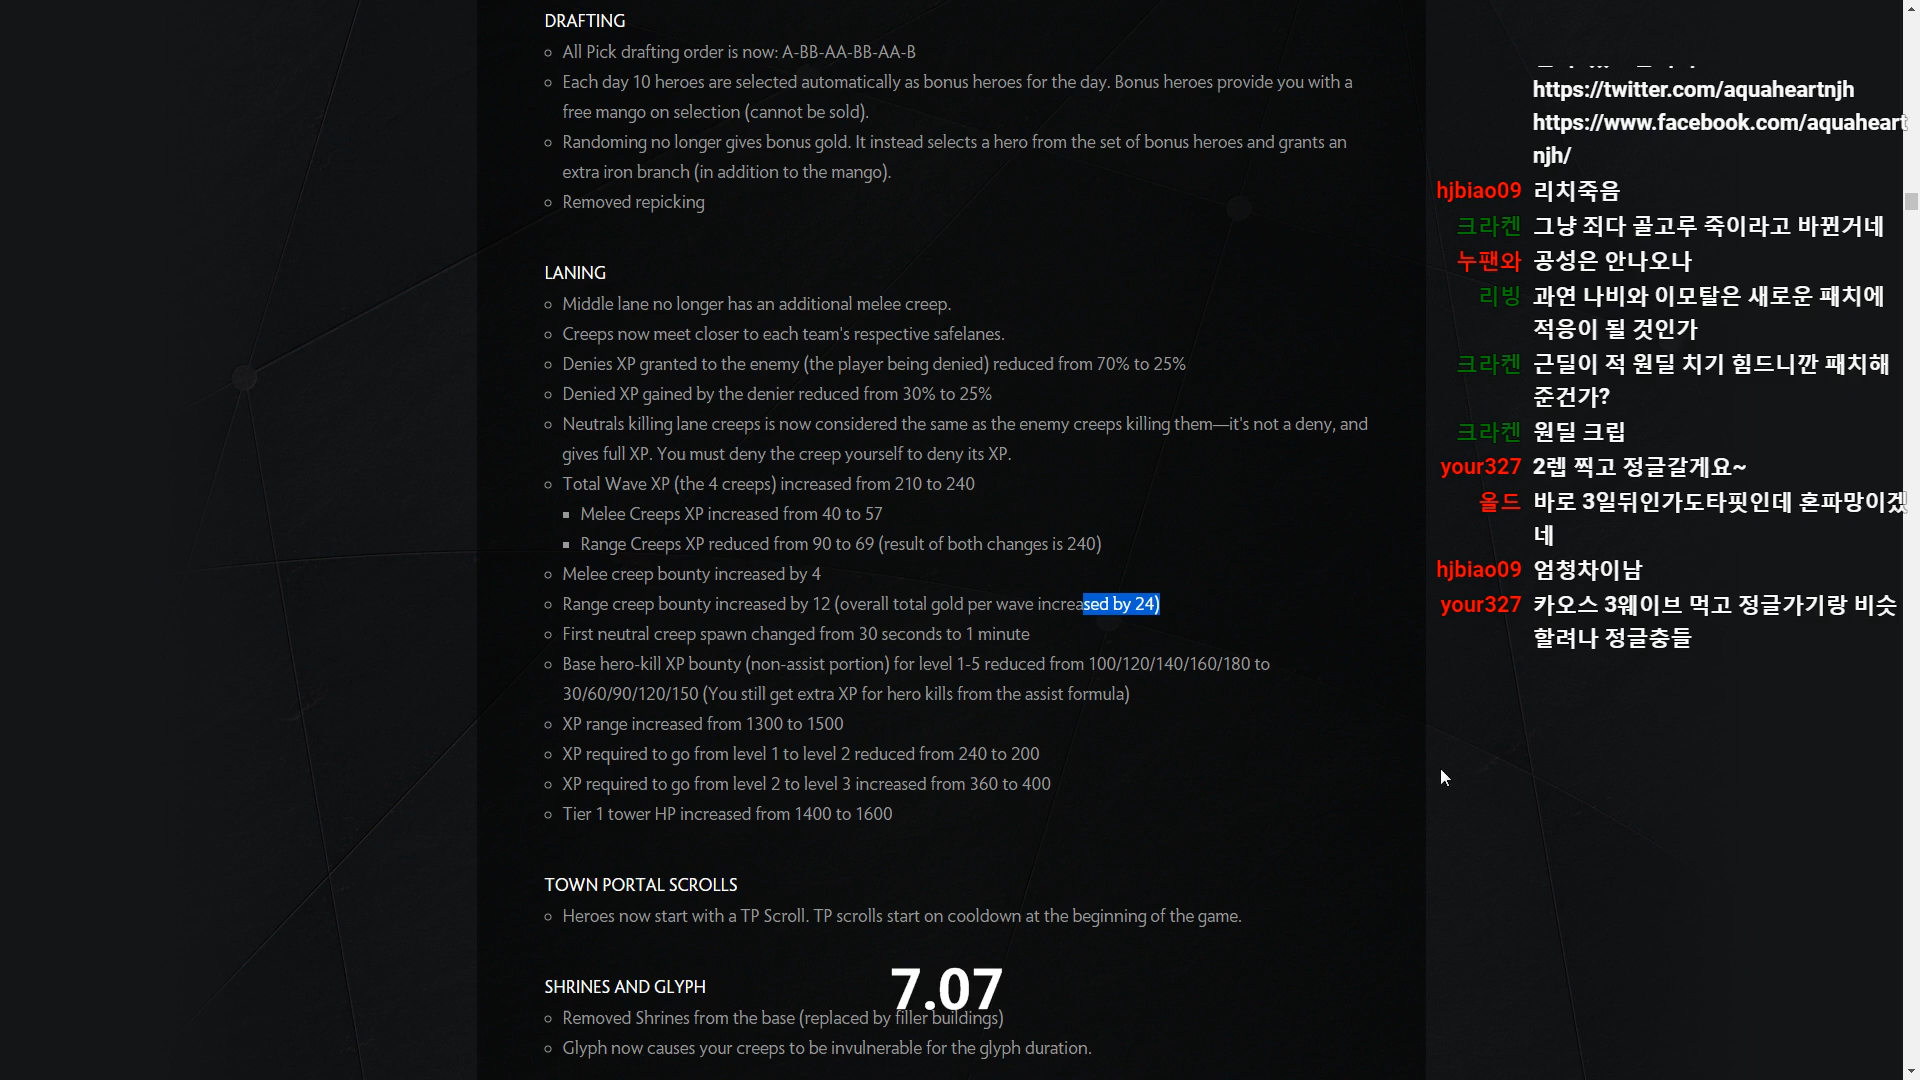 DRAFTING
All Pick drafting order is now: A-BB-AA-BB-AA-B
Each day 10 heroes are selected automatically as bonus heroes for the day. Bonus heroes provide you with a
free mango on selection (cannot be sold).
Randoming no longer gives bonus gold. It instead selects a hero from the set of bonus heroes and grants an
extra iron branch (in addition to the mango).
Removed repicking
LANING
Middle lane no longer has an additional melee creep.
Creeps now meet closer to each team's respective safelanes.
Denies XP granted to the enemy (the player being denied) reduced from 70% to 25%
Denied XP gained by the denier reduced from 30% to 25%
Neutrals killing lane creeps is now considered the same as the enemy creeps killing them—it's not a deny, and
gives full XP. You must deny the creep yourself to deny its XP.
Total Wave XP (the 4 creeps) increased from 210 to 240
Melee Creeps XP increased from 40 to 57
Range Creeps XP reduced from 90 to 69 (result of both changes is 240)
Melee creep bounty increased by 4
Range creep bounty increased by 12 (overall total gold per wave increased by 24)
First neutral creep spawn changed from 30 seconds to 1 minute
Base hero-kill XP bounty (non-assist portion) for level 1-5 reduced from 100/120/140/160/180 to
30/60/90/120/150 (You still get extra XP for hero kills from the assist formula)
XP range increased from 1300 to 1500
XP required to go from level 1 to level 2 reduced from 240 to 200
XP required to go from level 2 to level 3 increased from 360 to 400
Tier 1 tower HP increased from 1400 to 1600
TOWN PORTAL SCROLLS
Heroes now start with a TP Scroll. TP scrolls start on cooldown at the beginning of the game.
SHRINES AND GLYPH
7.07
Removed Shrines from the base (replaced by filler buildings)
Glyph now causes your creeps to be invulnerable for the glyph duration.
https://twitter.com/aquaheartnjh
https://www.facebook.com/aquaheart
njh/
hjbiao09 리치죽음
크라켄 그냥 죄다 골고루 죽이라고 바뀐거네
누팬와 공성은 안나오나
리빙 과연 나비와 이모탈은 새로운 패치에
적응이 될 것인가
크라켄 근딜이 적 원딜 치기 힘드니깐 패치해
준건가?
크라켄 원딜 크립
your327 2렙 찍고 정글갈게요~
올드 바로 3일뒤인가도타핏인데 혼파망이겠
네
hjbiao09 엄청차이남
your327 카오스 3웨이브 먹고 정글가기랑 비슷
할려나 정글충들